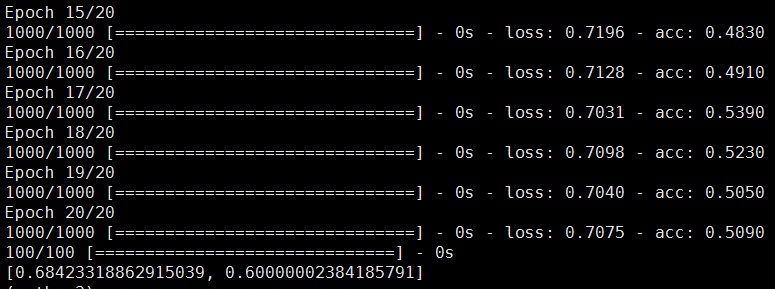 Epoch 15/20
1000/1000 [==============================] - 0s - loss: 0.7196 - acc: 0.4830
Epoch 16/20
1000/1000 [==============================] - 0s - loss: 0.7128 - acc: 0.4910
Epoch 17/20
1000/1000 [==============================] - 0s - loss: 0.7031 - acc: 0.5390
Epoch 18/20
1000/1000 [==============================] - 0s - loss: 0.7098 - acc: 0.5230
Epoch 19/20
1000/1000 [==============================] - 0s - loss: 0.7040 - acc: 0.5050
Epoch 20/20
1000/1000 [==============================] - 0s - loss: 0.7075 - acc: 0.5090
100/100 [==============================] - 0s
[0.68423318862915039, 0.60000002384185791]